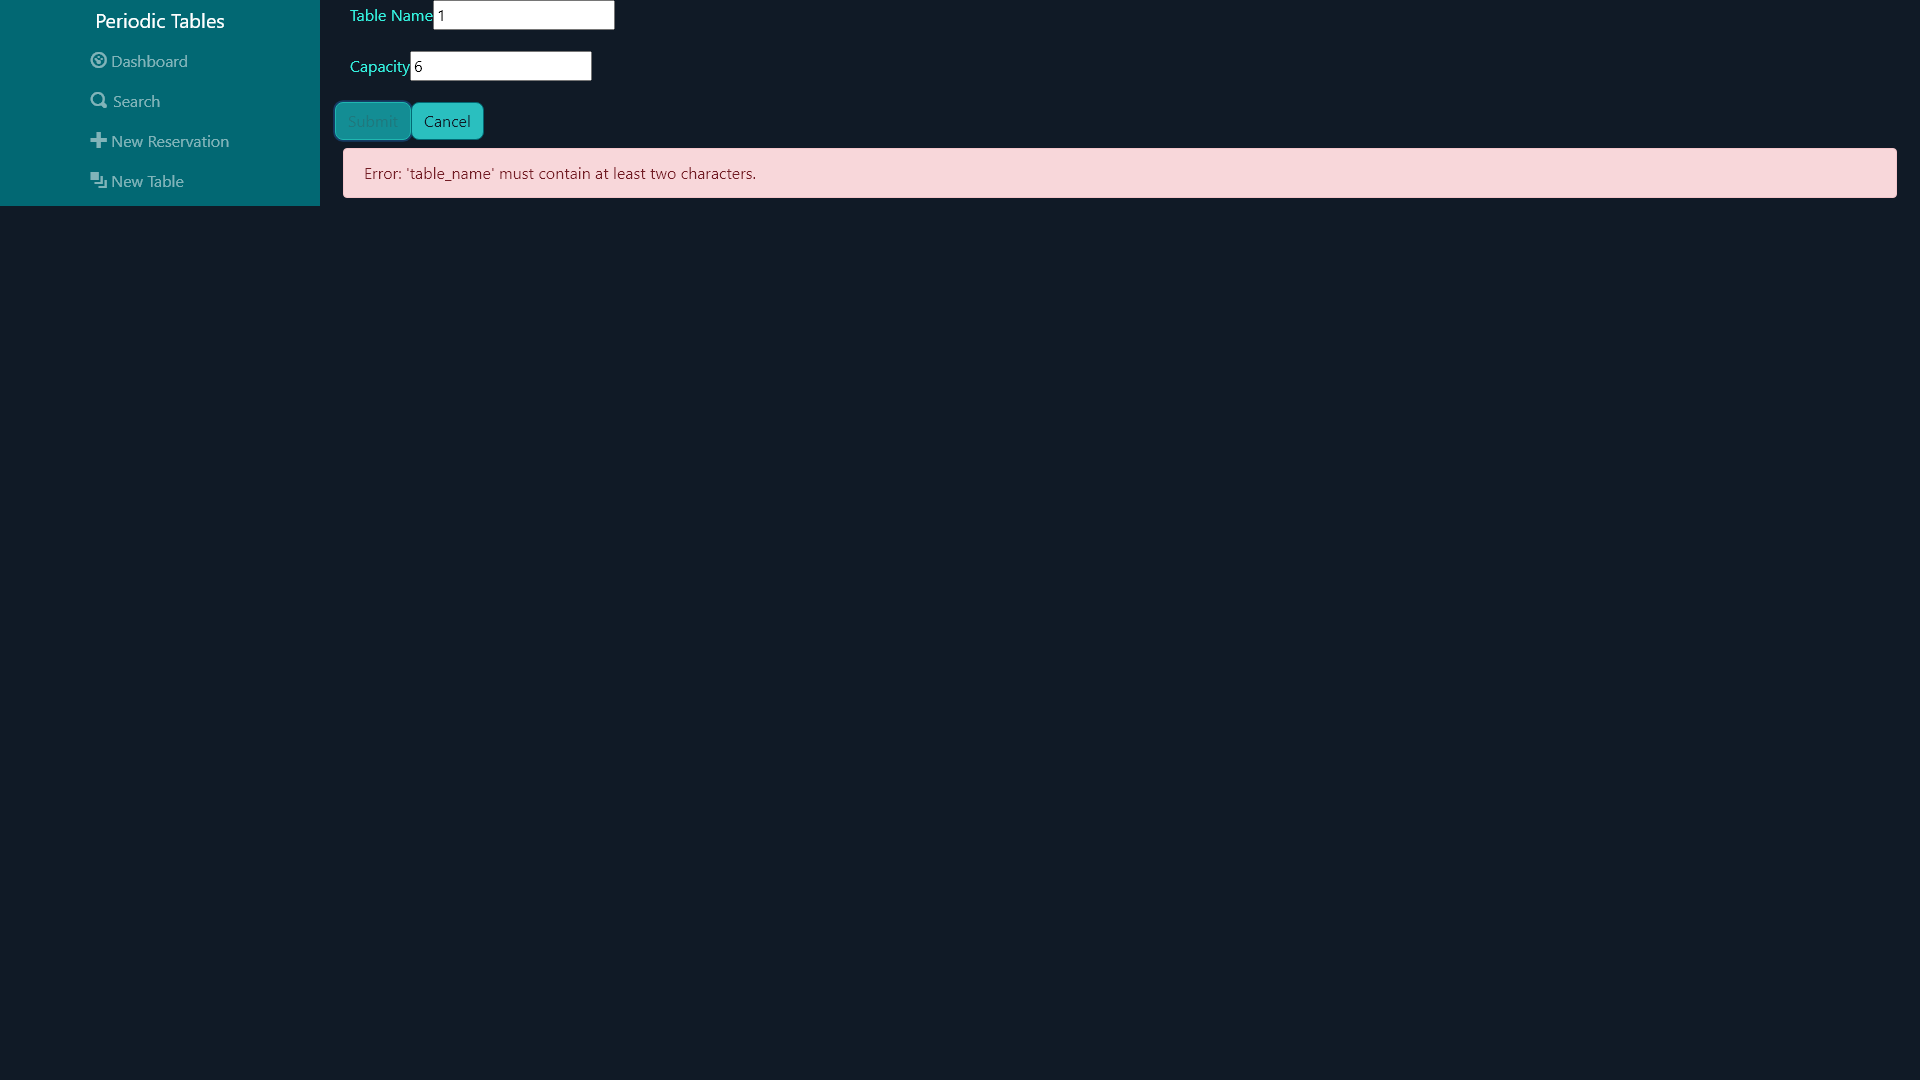 Periodic Tables
Dashboard
Search
New Reservation
New Table
Table Name 1
Capacity 6
Submit Cancel
Error: 'table_name' must contain at least two characters.